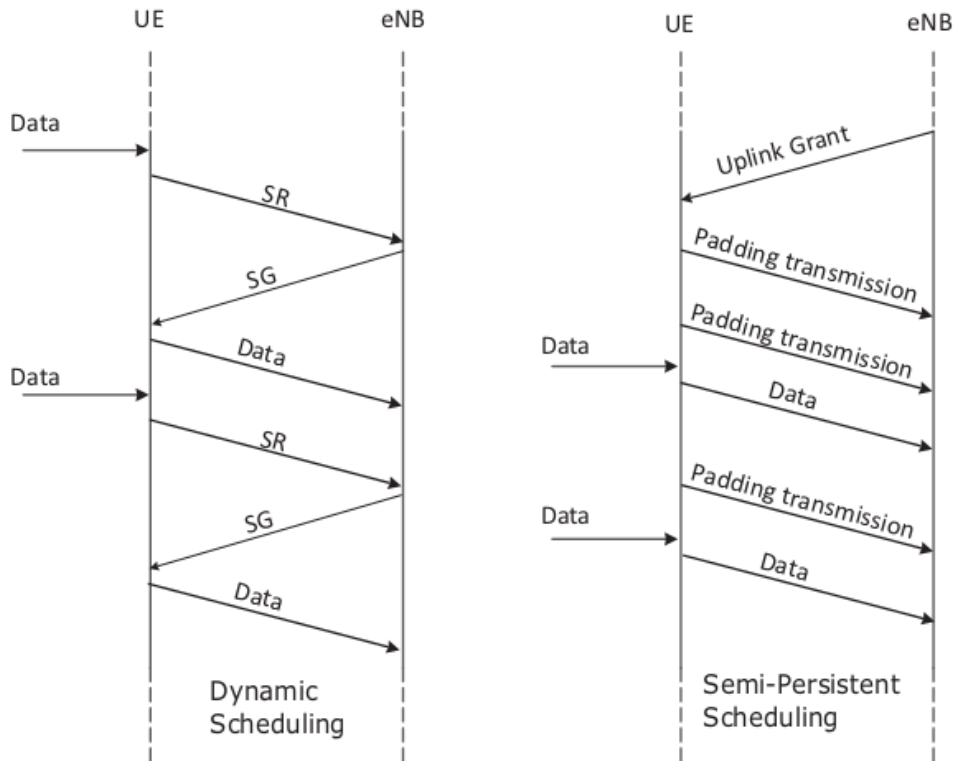 UE
eNB
Data
SR
SG
Data
Data
SR
SG
Data
Dynamic
Scheduling
UE
eNB
Uplink Grant
Padding transmission
Padding transmission
Data
Data
Padding transmission
Data
Data
Semi-Persistent
Scheduling